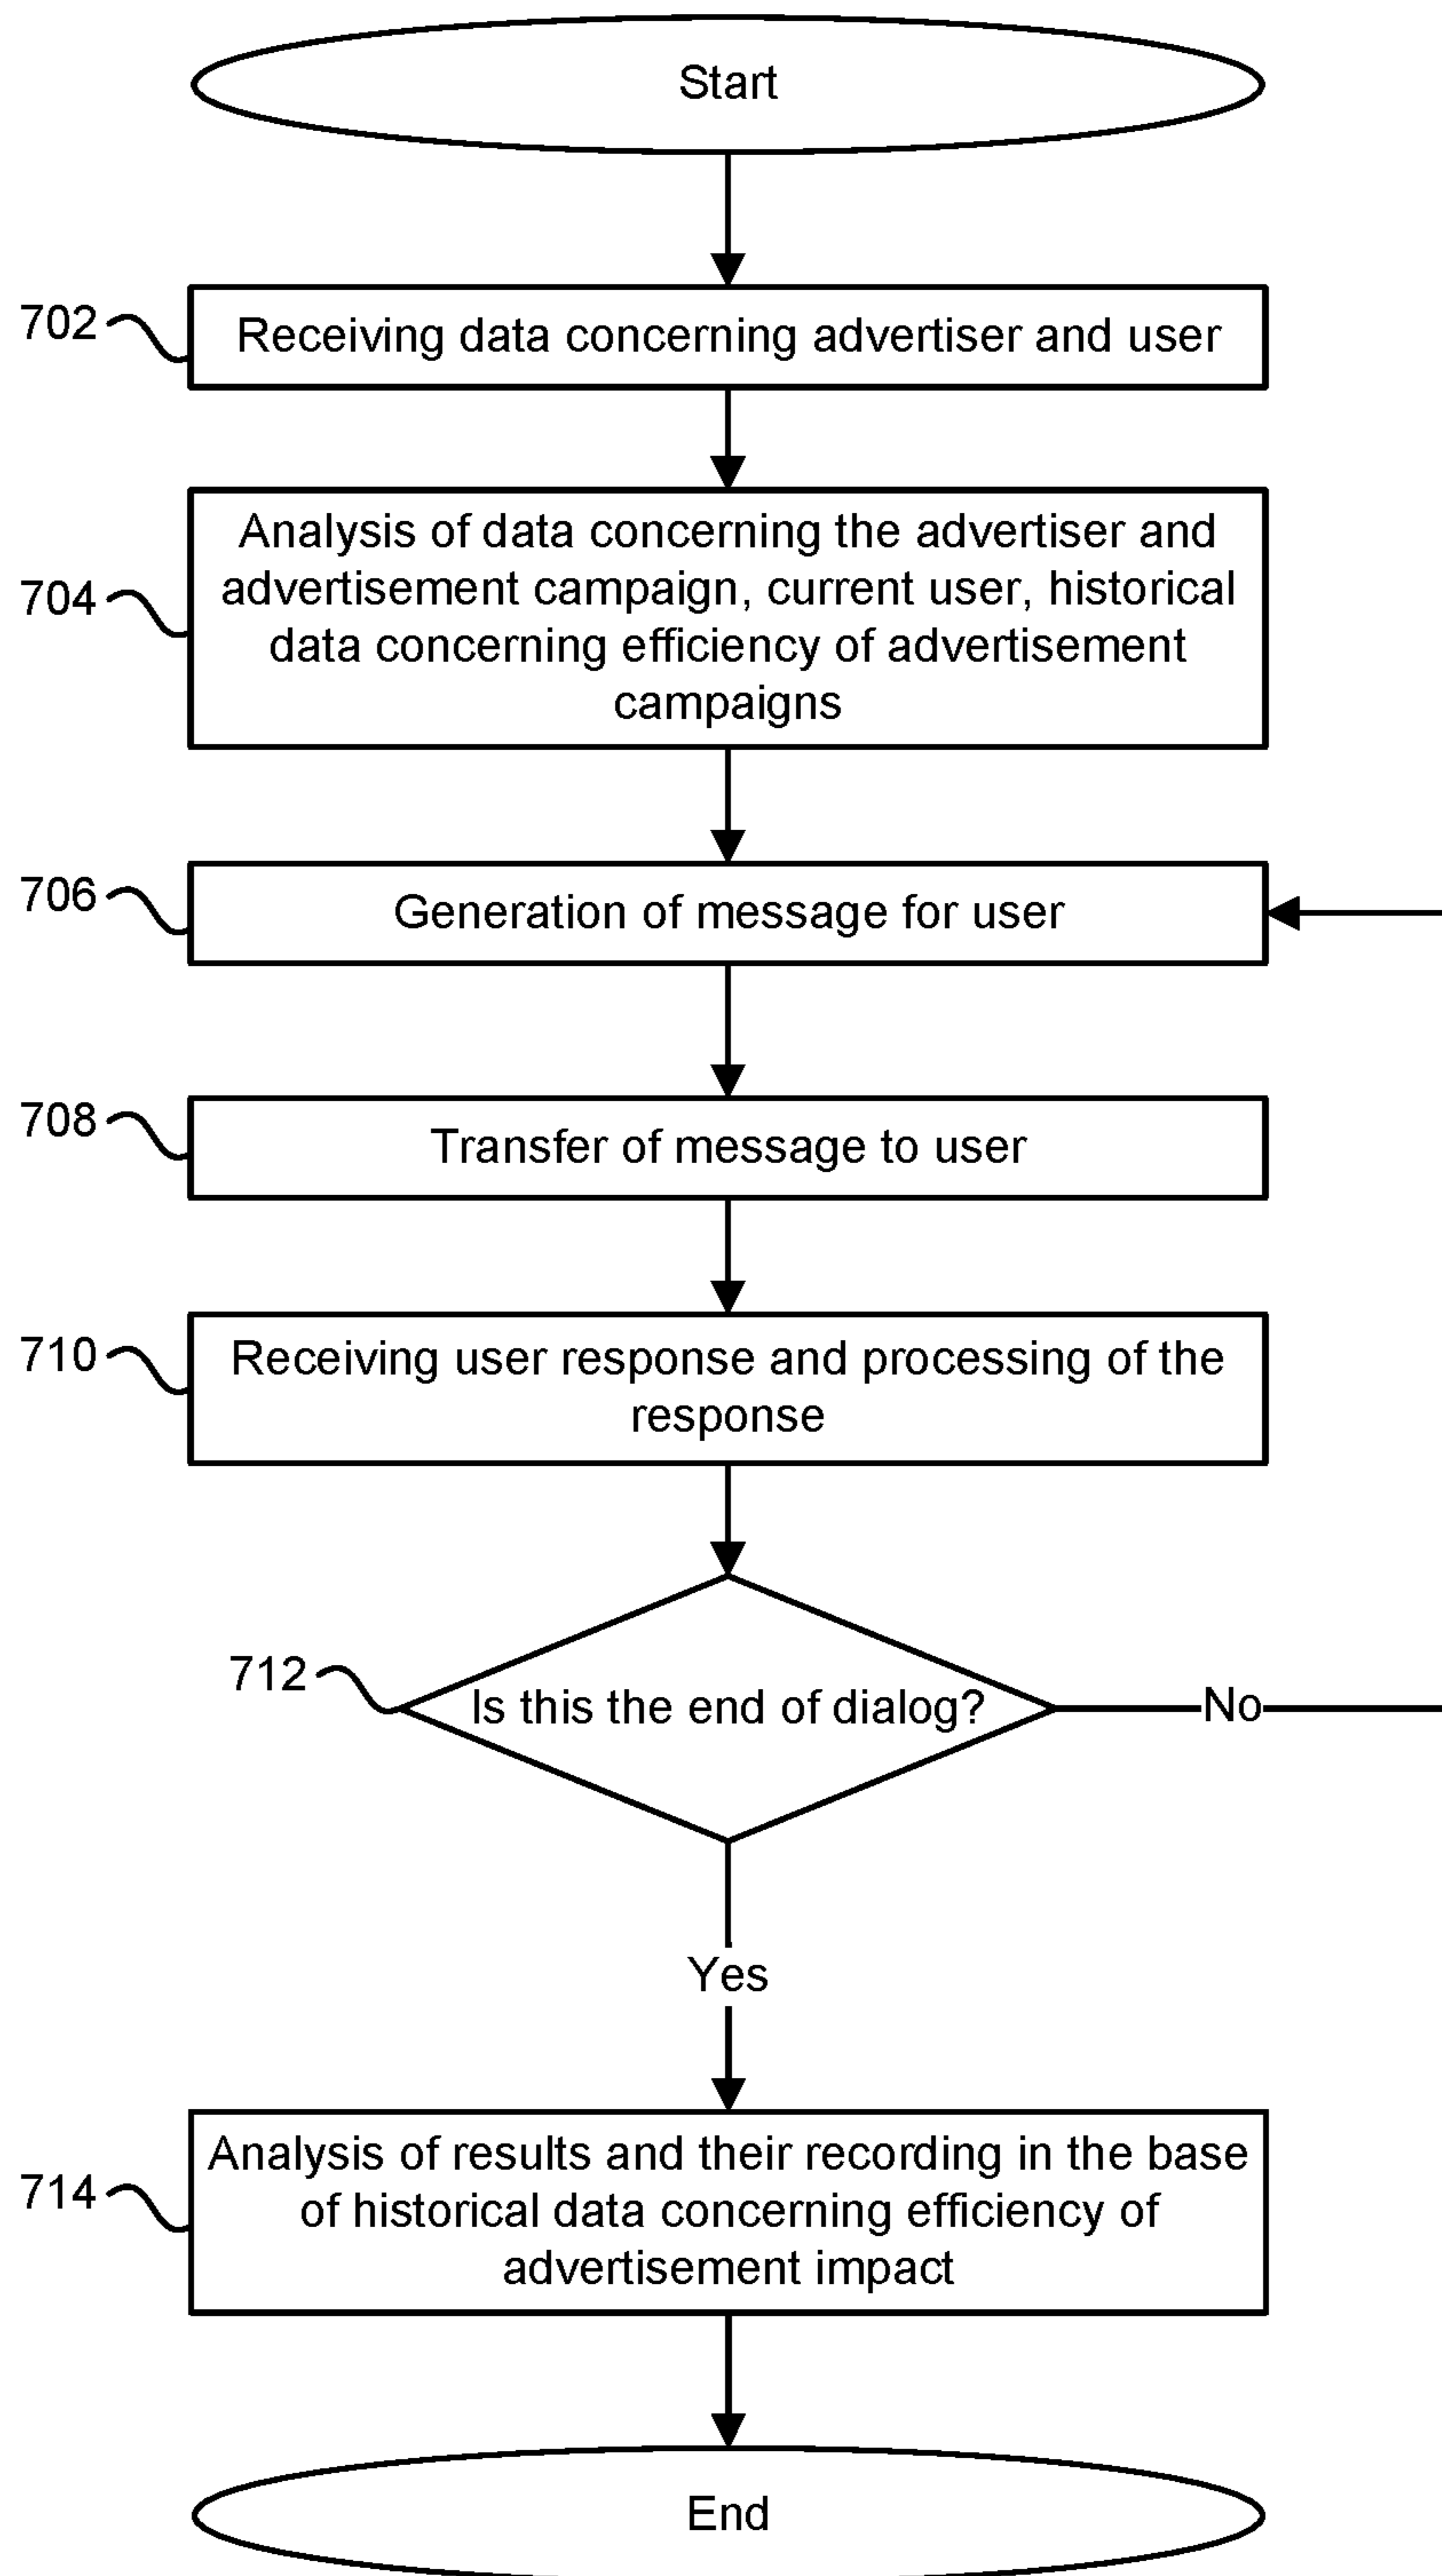 Start
702
Receiving data concerning advertiser and user
704
Analysis of data concerning the advertiser and
advertisement campaign, current user, historical
data concerning efficiency of advertisement
campaigns
706
Generation of message for user
708
Transfer of message to user
710
Receiving user response and processing of the
response
712
Is this the end of dialog?
No
Yes
714
Analysis of results and their recording in the base
of historical data concerning efficiency of
advertisement impact
End